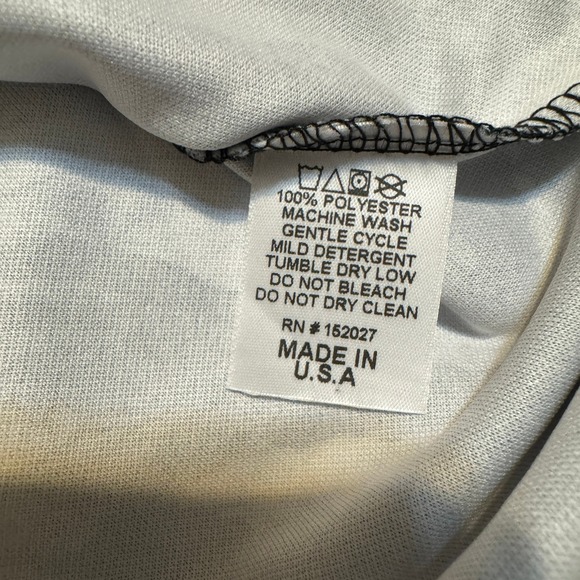 100% POLYESTER
MACHINE WASH
GENTLE CYCLE
MILD DETERGENT
TUMBLE DRY LOW
DO NOT BLEACH
DO NOT DRY CLEAN
RN # 152027
MADE IN
U.S.A